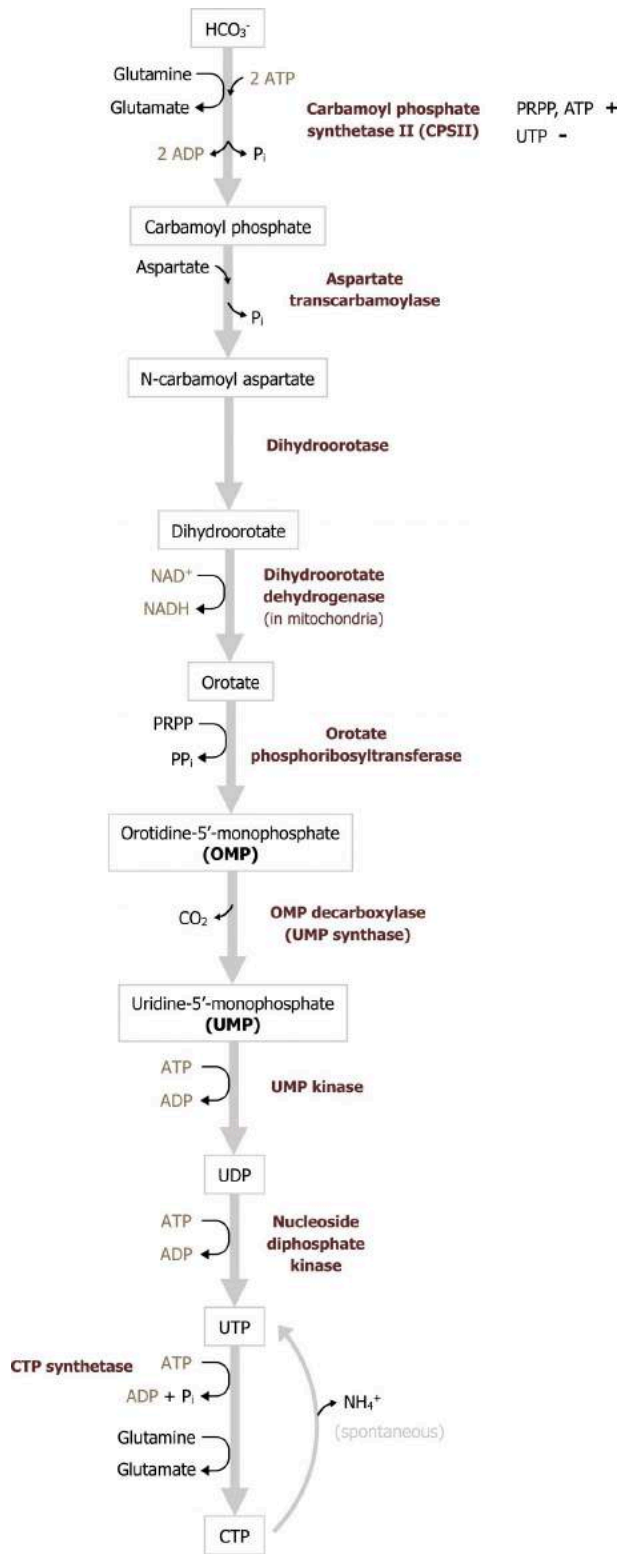 HCO₃⁻
Glutamine
2 ATP
Glutamate
Carbamoyl phosphate
synthetase II (CPSII)
PRPP, ATP +
UTP -
2 ADP
Pᵢ
Carbamoyl phosphate
Aspartate
Aspartate
transcarbamoylase
Pᵢ
N-carbamoyl aspartate
Dihydroorotase
Dihydroorotate
NAD⁺
NADH
Dihydroorotate
dehydrogenase
(in mitochondria)
Orotate
PRPP
PPᵢ
Orotate
phosphoribosyltransferase
Orotidine-5′-monophosphate
(OMP)
CO₂
OMP decarboxylase
(UMP synthase)
Uridine-5′-monophosphate
(UMP)
ATP
ADP
UMP kinase
UDP
ATP
ADP
Nucleoside
diphosphate
kinase
UTP
CTP synthetase
ATP
ADP + Pᵢ
NH₄⁺
(spontaneous)
Glutamine
Glutamate
CTP